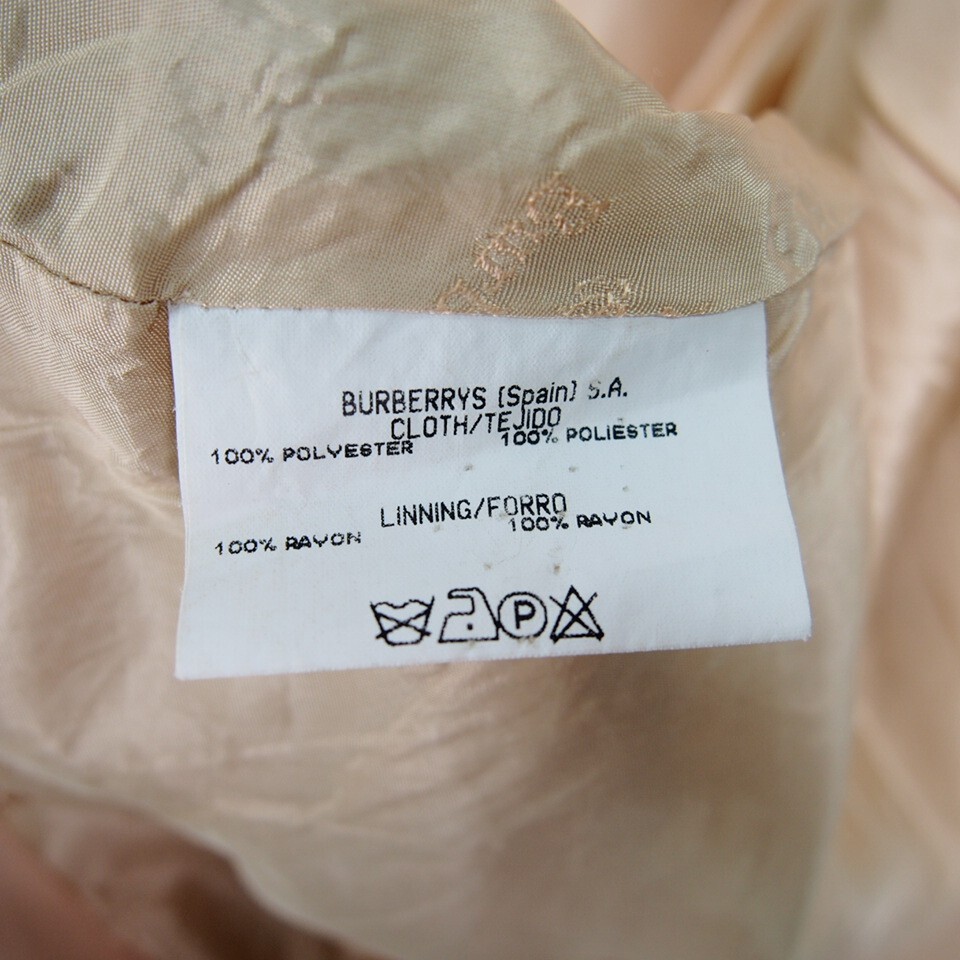 BURBERRYS (Spain) S.A.
CLOTH/TEJIDO
100% POLYESTER 100% POLIESTER
LINNING/FORRO
100% RAYON 100% RAYON
P